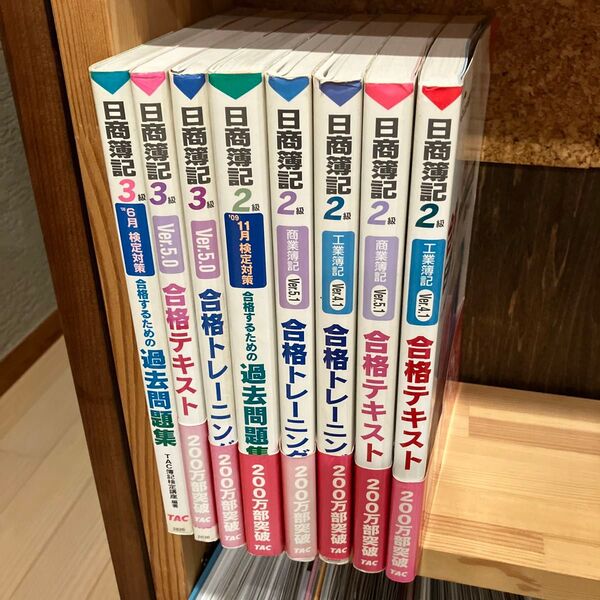 日商簿記
3級
'09 6月 検定対策
合格するための
過去問題集
TAC簿記検定講座 編著
TAC
日商簿記
3級
Ver.5.0
合格テキスト
200万部突破
日商簿記
3級
Ver.5.0
合格トレーニング
200万部突破
TAC
日商簿記
2級
'09 11月 検定対策
合格するための
過去問題集
200万部突破
TAC
日商簿記
2級
商業簿記
Ver.5.1
合格トレーニング
200万部突破
TAC
日商簿記
2級
工業簿記
Ver.4.1
合格トレーニン
200万部突破
TAC
日商簿記
2級
商業簿記
Ver.5.1
合格テキスト
200万部突破
TAC
日商簿記
2級
工業簿記
Ver.4.1
合格テキスト
200万部突破
TAC